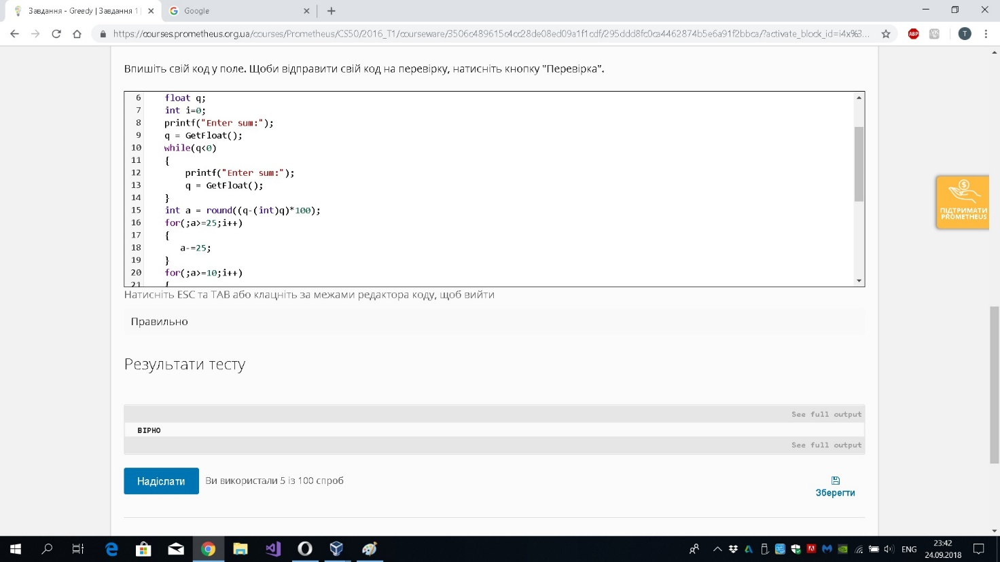 Завдання - Greedy | Завдання 1 |
Google
https://courses.prometheus.org.ua/courses/Prometheus/CS50/2016_T1/courseware/3506c489615c4cc28de08ed09a1f1cdf/295ddd8fc0ca4462874b5e6a91f2bbca/?activate_block_id=i4x%3...
ABP
T
Впишіть свій код у поле. Щоби відправити свій код на перевірку, натисніть кнопку "Перевірка".
6 float q;
7 int i=0;
8 printf("Enter sum:");
9 q = GetFloat();
10 while(q<0)
11 {
12 printf("Enter sum:");
13 q = GetFloat();
14 }
15 int a = round((q-(int)q)*100);
16 for(;a>=25;i++)
17 {
18 a-=25;
19 }
20 for(;a>=10;i++)
21 {
Натисніть ESC та TAB або клацніть за межами редактора коду, щоб вийти
Правильно
Результати тесту
See full output
ВІРНО
See full output
Надіслати
Ви використали 5 із 100 спроб
Зберегти
ПІДТРИМАТИ
PROMETHEUS
ENG
23:42
24.09.2018